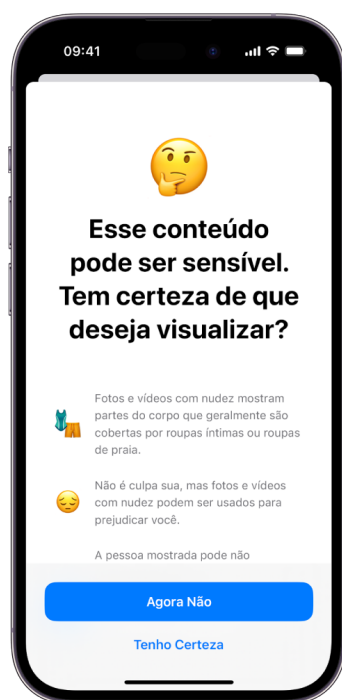 09:41
Esse conteúdo
pode ser sensível.
Tem certeza de que
deseja visualizar?
Fotos e vídeos com nudez mostram
partes do corpo que geralmente são
cobertas por roupas íntimas ou roupas
de praia.
Não é culpa sua, mas fotos e vídeos
com nudez podem ser usados para
prejudicar você.
A pessoa mostrada pode não
Agora Não
Tenho Certeza